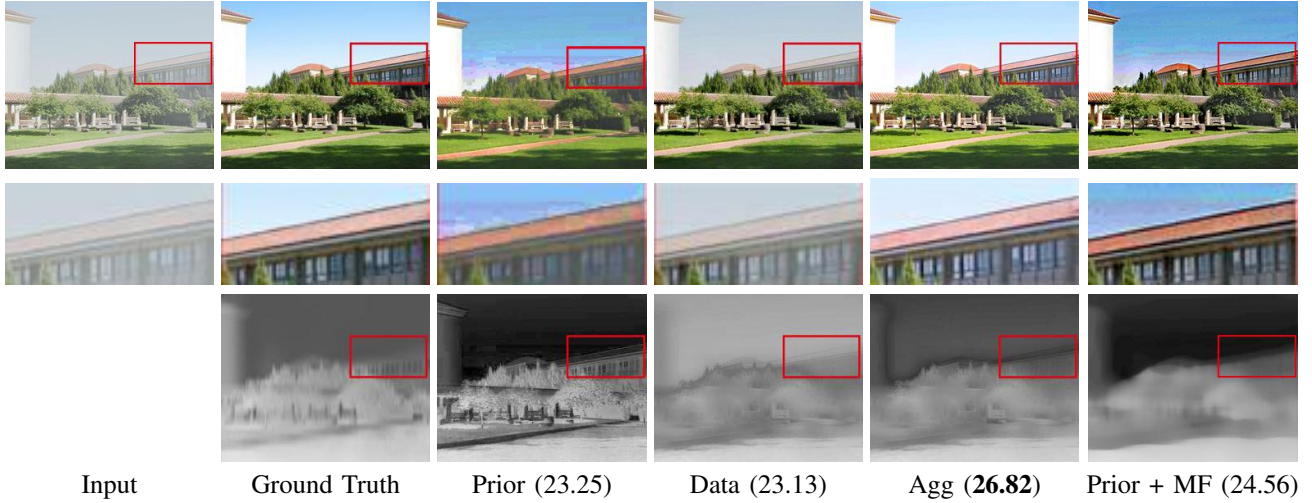 Input Ground Truth Prior (23.25) Data (23.13) Agg (26.82) Prior + MF (24.56)